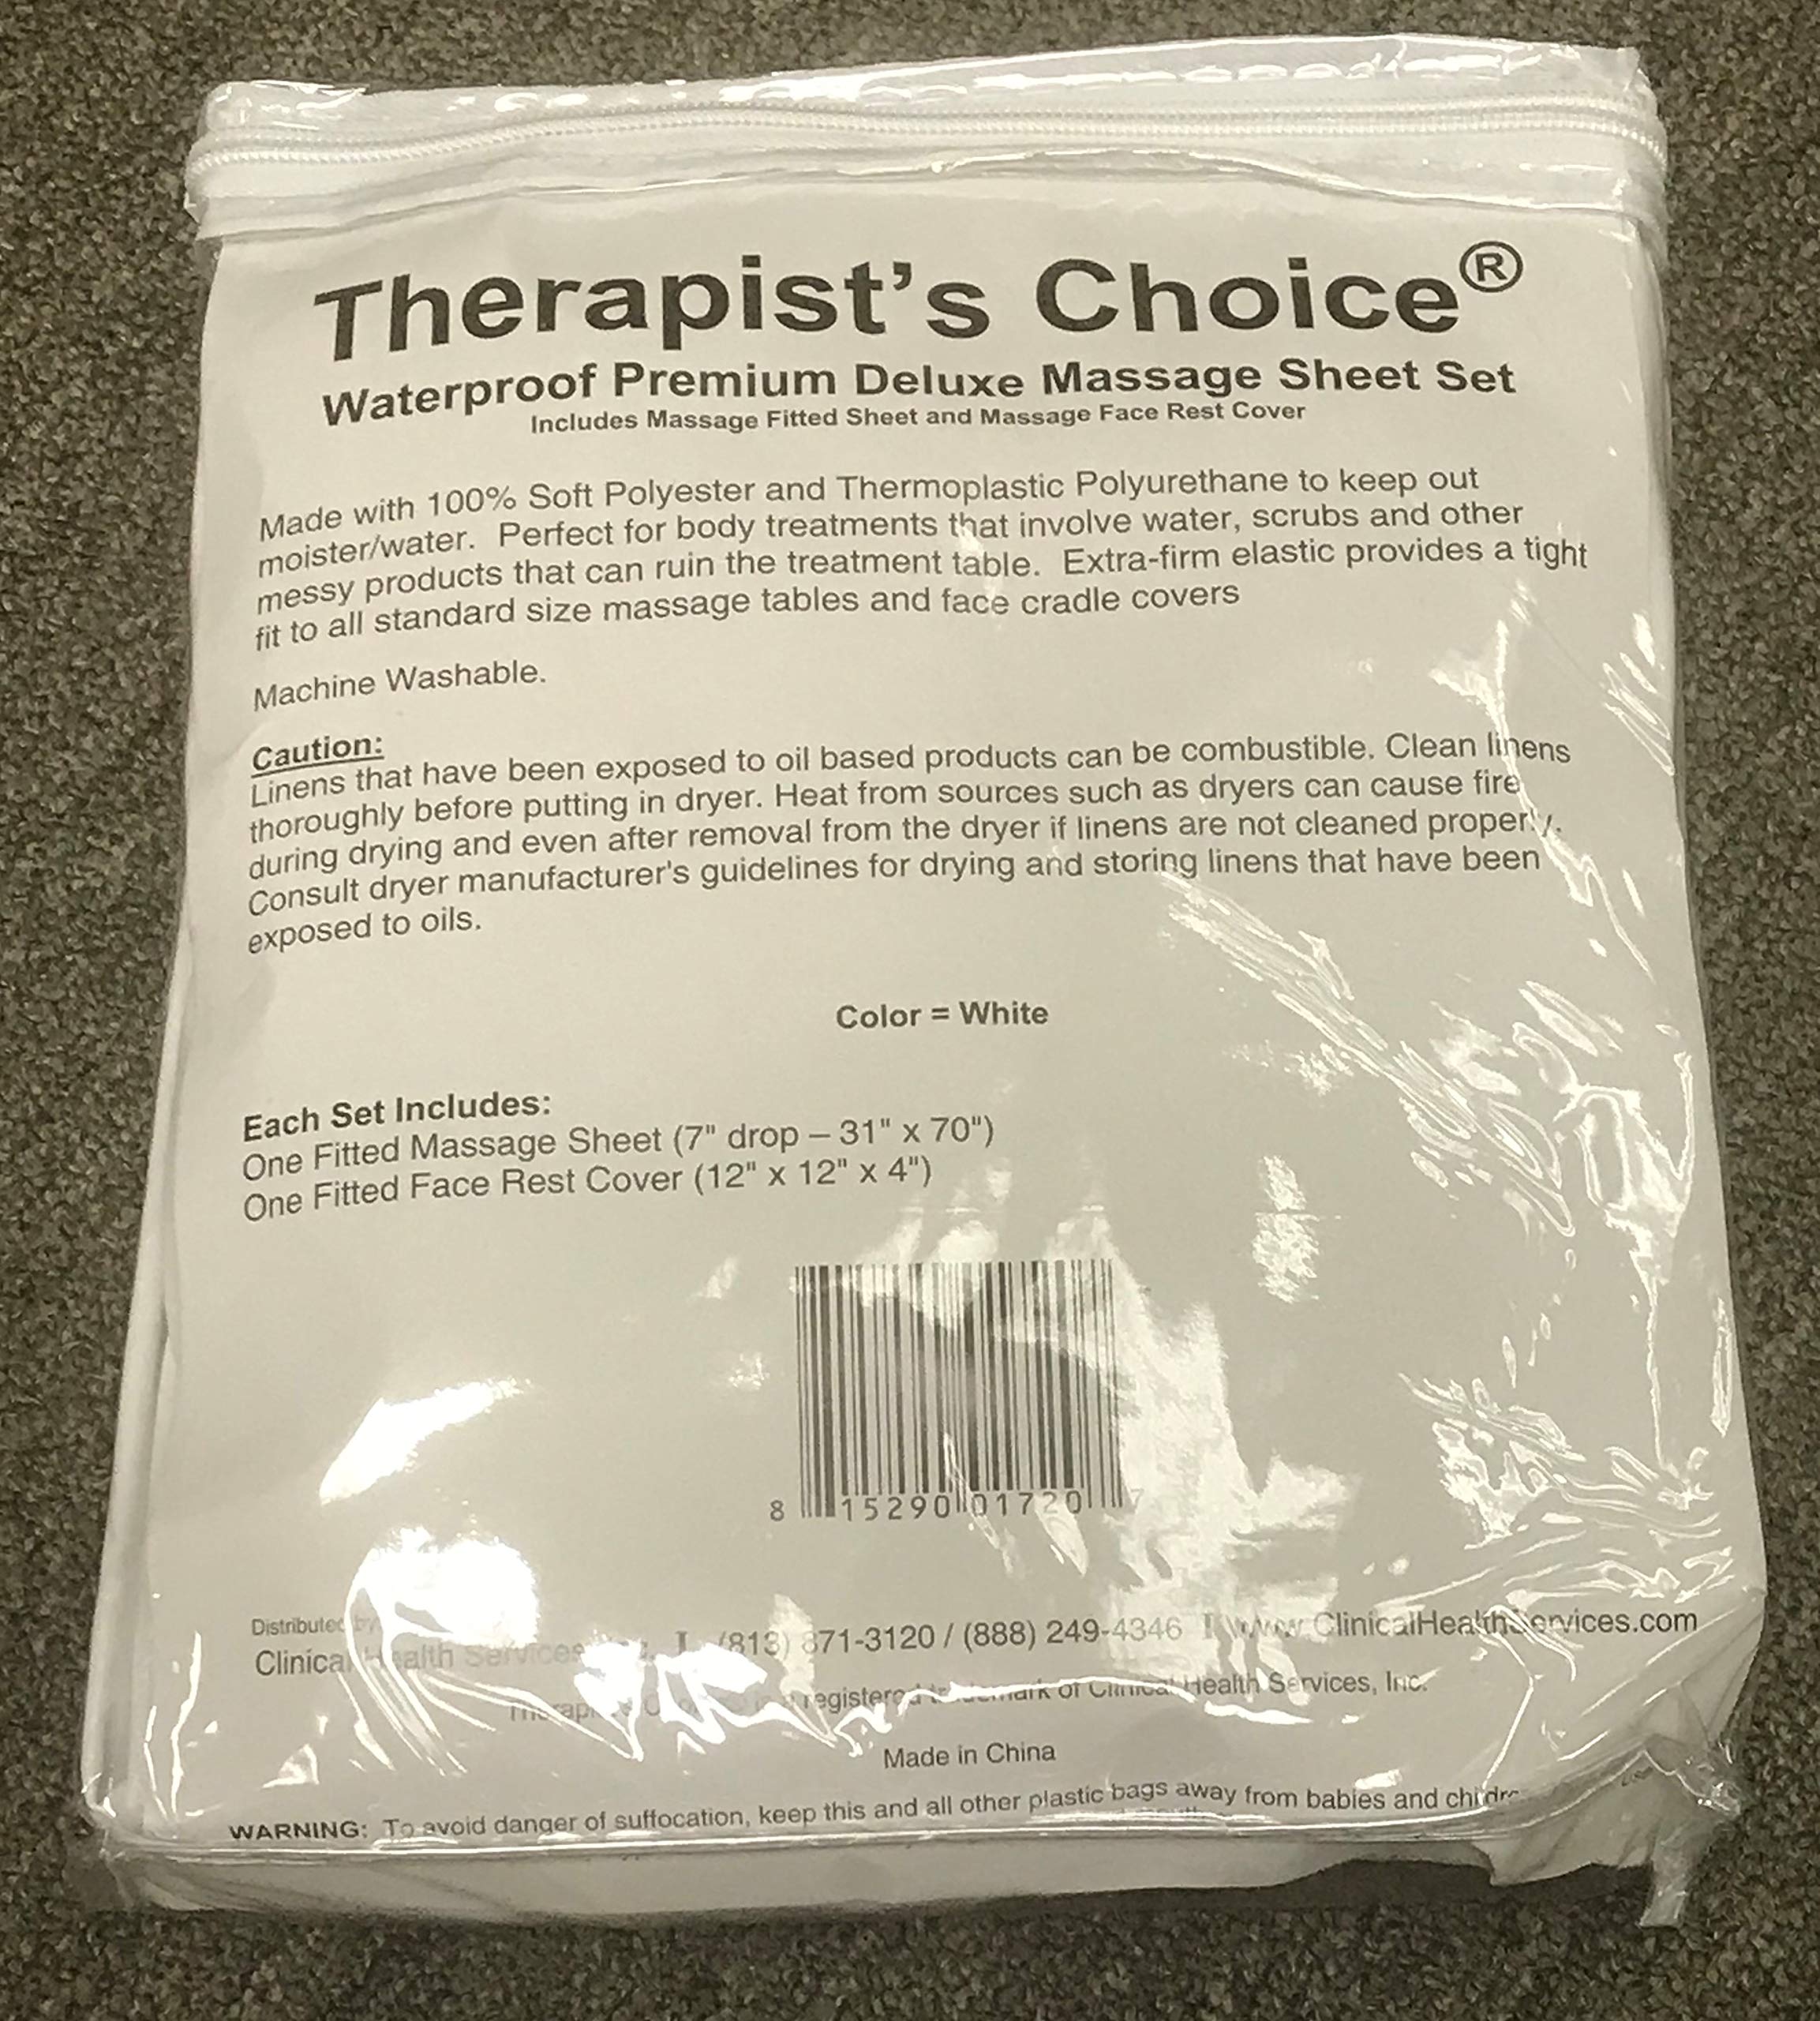 Therapist's Choice®
Waterproof Premium Deluxe Massage Sheet Set
Includes Massage Fitted Sheet and Massage Face Rest Cover
Made with 100% Soft Polyester and Thermoplastic Polyurethane to keep out
moister/water. Perfect for body treatments that involve water, scrubs and other
messy products that can ruin the treatment table. Extra-firm elastic provides a tight
fit to all standard size massage tables and face cradle covers
Machine Washable.
Caution:
Linens that have been exposed to oil based products can be combustible. Clean linens
thoroughly before putting in dryer. Heat from sources such as dryers can cause fire
during drying and even after removal from the dryer if linens are not cleaned properly.
Consult dryer manufacturer's guidelines for drying and storing linens that have been
exposed to oils.
Color = White
Each Set Includes:
One Fitted Massage Sheet (7" drop – 31" x 70")
One Fitted Face Rest Cover (12" x 12" x 4")
8 15290 01720 7
Distributed by
Clinical Health Services (813) 871-3120 / (888) 249-4346 I www.ClinicalHealthServices.com
registered trademark of Clinical Health Services, Inc.
Made in China
WARNING: To avoid danger of suffocation, keep this and all other plastic bags away from babies and